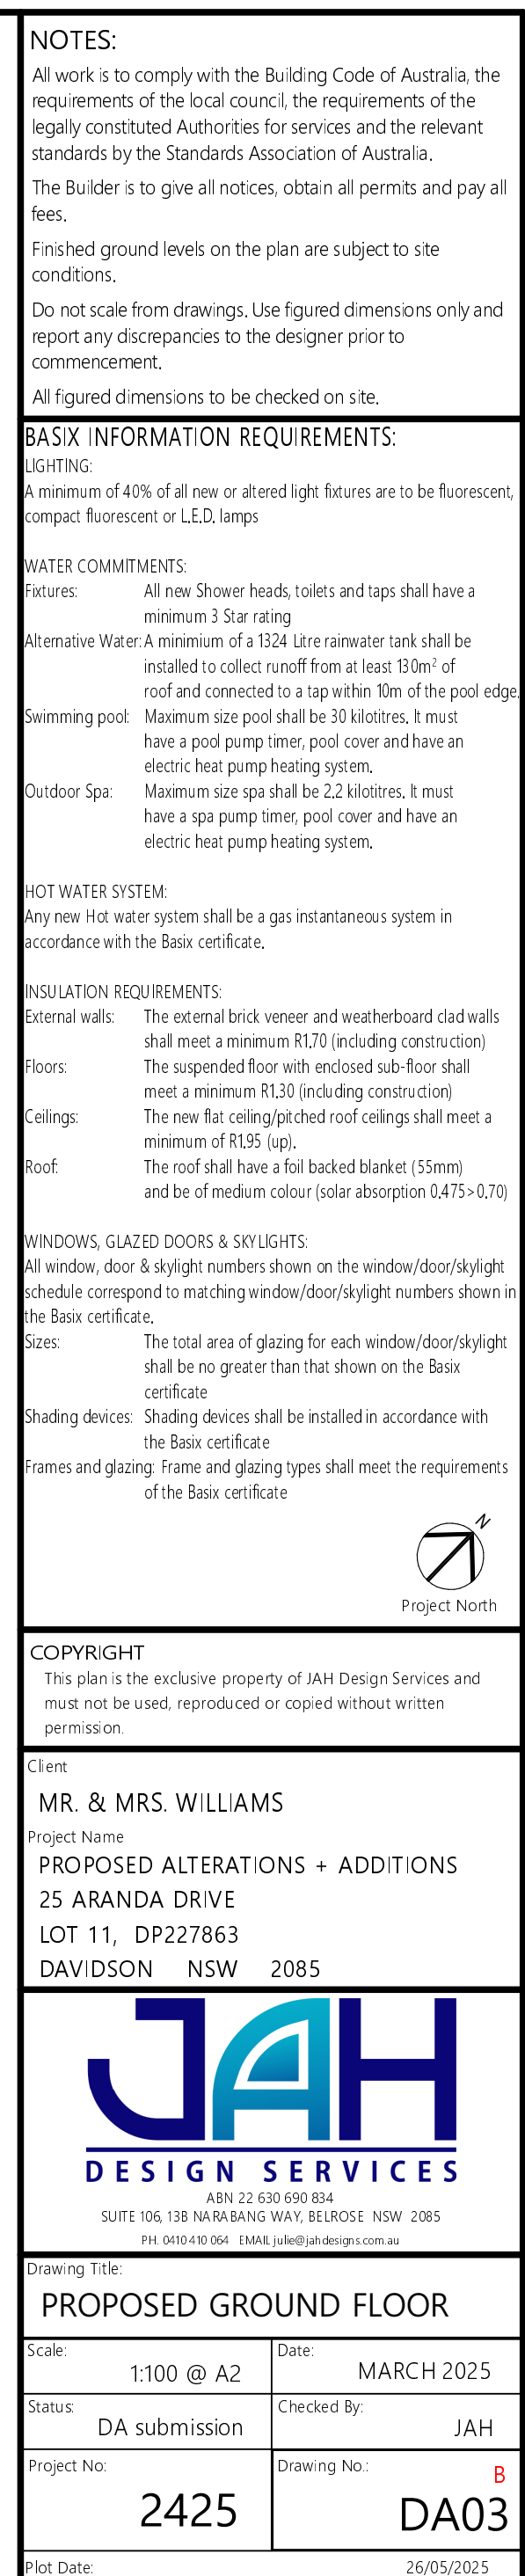 NOTES:
All work is to comply with the Building Code of Australia, the
requirements of the local council, the requirements of the
legally constituted Authorities for services and the relevant
standards by the Standards Association of Australia.
The Builder is to give all notices, obtain all permits and pay all
fees.
Finished ground levels on the plan are subject to site
conditions.
Do not scale from drawings. Use figured dimensions only and
report any discrepancies to the designer prior to
commencement.
All figured dimensions to be checked on site.
BASIX INFORMATION REQUIREMENTS:
LIGHTING:
A minimum of 40% of all new or altered light fixtures are to be fluorescent,
compact fluorescent or L.E.D. lamps
WATER COMMITMENTS:
Fixtures: All new Shower heads, toilets and taps shall have a
minimum 3 Star rating
Alternative Water: A minimium of a 1324 Litre rainwater tank shall be
installed to collect runoff from at least 130m² of
roof and connected to a tap within 10m of the pool edge.
Swimming pool: Maximum size pool shall be 30 kilotitres. It must
have a pool pump timer, pool cover and have an
electric heat pump heating system.
Outdoor Spa: Maximum size spa shall be 2.2 kilotitres. It must
have a spa pump timer, pool cover and have an
electric heat pump heating system.
HOT WATER SYSTEM:
Any new Hot water system shall be a gas instantaneous system in
accordance with the Basix certificate.
INSULATION REQUIREMENTS:
External walls: The external brick veneer and weatherboard clad walls
shall meet a minimum R1.70 (including construction)
Floors: The suspended floor with enclosed sub-floor shall
meet a minimum R1.30 (including construction)
Ceilings: The new flat ceiling/pitched roof ceilings shall meet a
minimum of R1.95 (up).
Roof: The roof shall have a foil backed blanket (55mm)
and be of medium colour (solar absorption 0.475>0.70)
WINDOWS, GLAZED DOORS & SKYLIGHTS:
All window, door & skylight numbers shown on the window/door/skylight
schedule correspond to matching window/door/skylight numbers shown in
the Basix certificate.
Sizes: The total area of glazing for each window/door/skylight
shall be no greater than that shown on the Basix
certificate
Shading devices: Shading devices shall be installed in accordance with
the Basix certificate
Frames and glazing: Frame and glazing types shall meet the requirements
of the Basix certificate
N
Project North
COPYRIGHT
This plan is the exclusive property of JAH Design Services and
must not be used, reproduced or copied without written
permission.
Client
MR. & MRS. WILLIAMS
Project Name
PROPOSED ALTERATIONS + ADDITIONS
25 ARANDA DRIVE
LOT 11, DP227863
DAVIDSON NSW 2085
JAH
DESIGN SERVICES
ABN 22 630 690 834
SUITE 106, 13B NARABANG WAY, BELROSE NSW 2085
PH. 0410 410 064 EMAIL julie@jahdesigns.com.au
Drawing Title:
PROPOSED GROUND FLOOR
Scale: 1:100 @ A2
Date: MARCH 2025
Status: DA submission
Checked By: JAH
Project No: 2425
Drawing No.: B
DA03
Plot Date: 26/05/2025